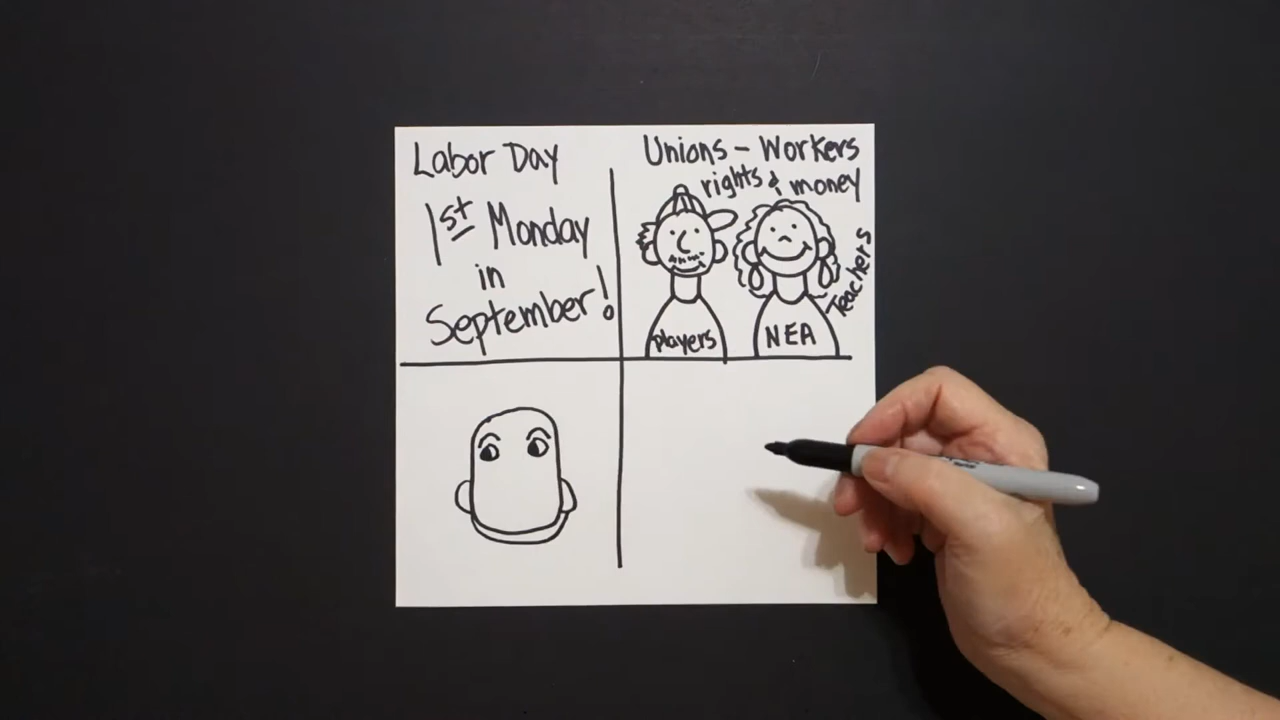 Labor Day
1st Monday
in
September!
Unions - Workers
rights & money
Teachers
players
NEA